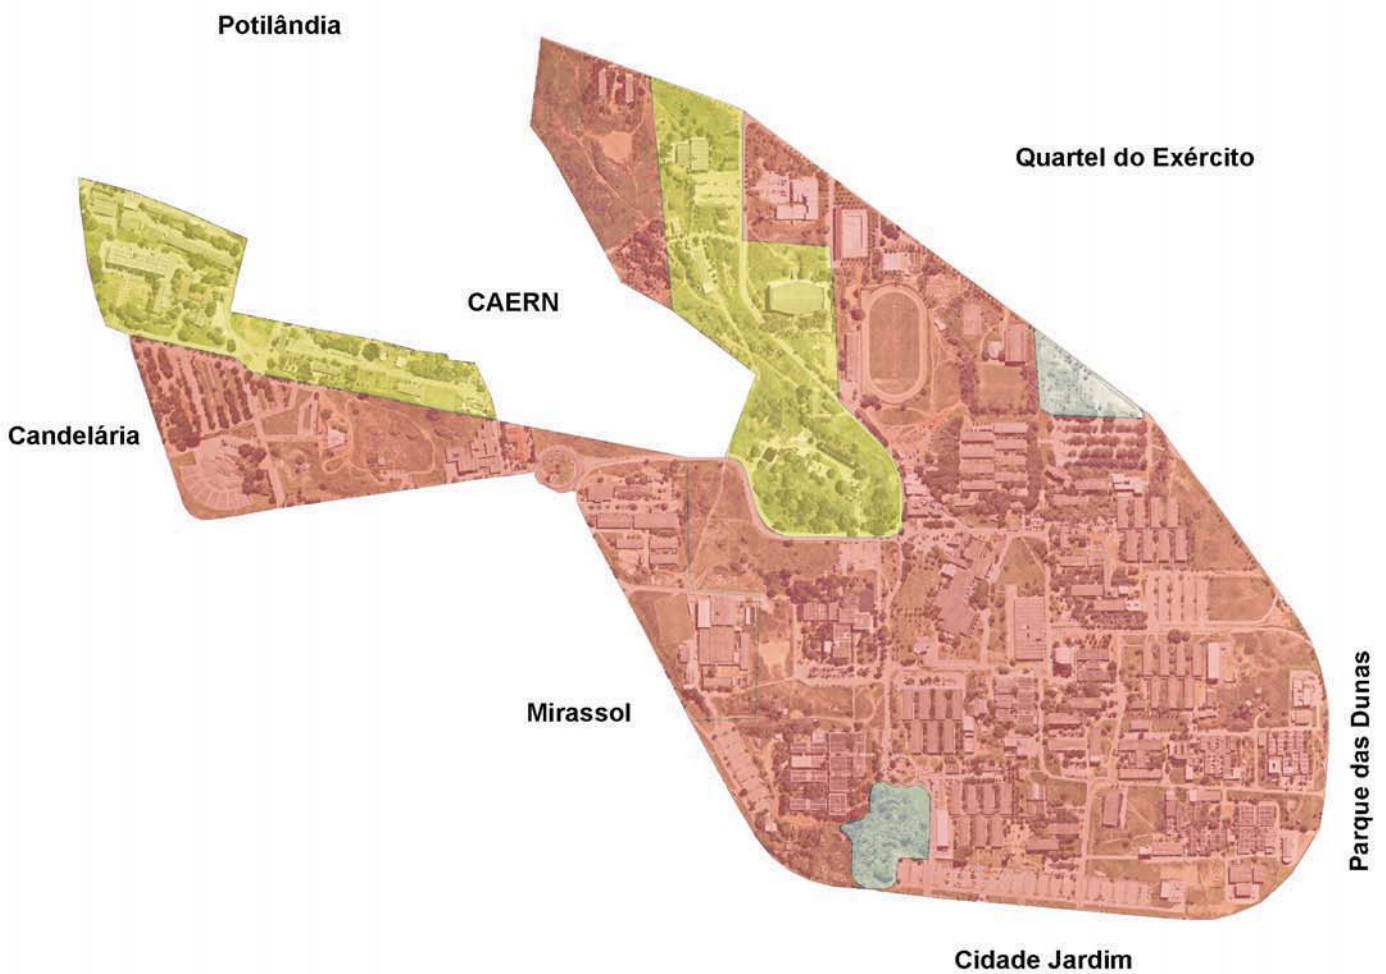 Potilândia
Quartel do Exército
CAERN
Candelária
Mirassol
Parque das Dunas
Cidade Jardim